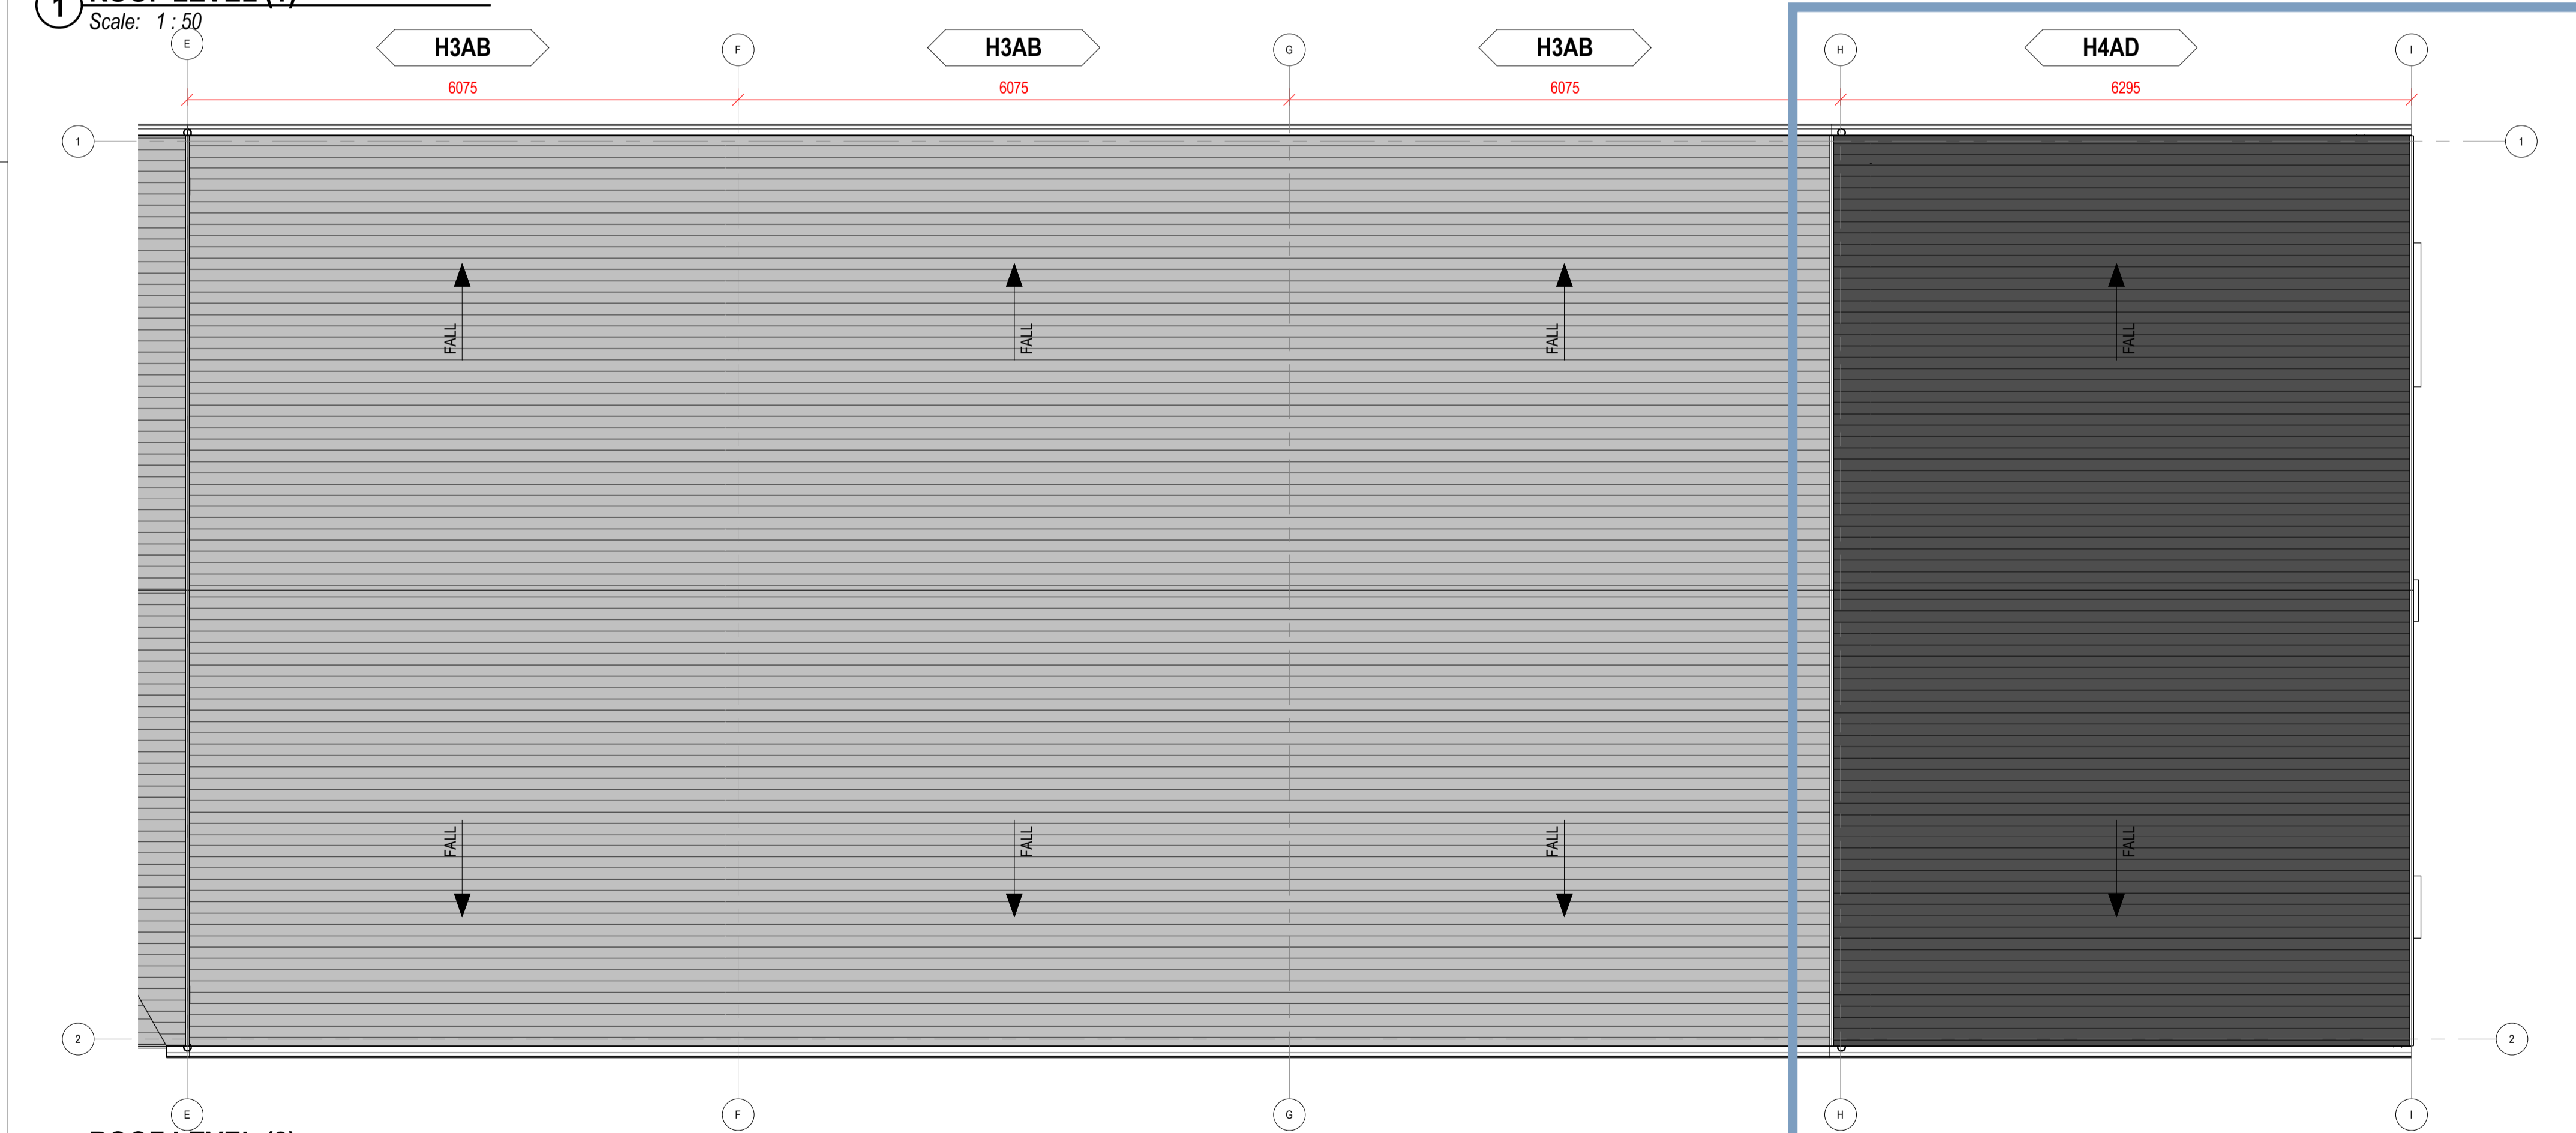 1
Scale: 1 : 50
E H3AB F H3AB G H3AB H H4AD I
6075 6075 6075 6295
1 1
FALL FALL FALL FALL
FALL FALL FALL FALL
2 2
E F G H I